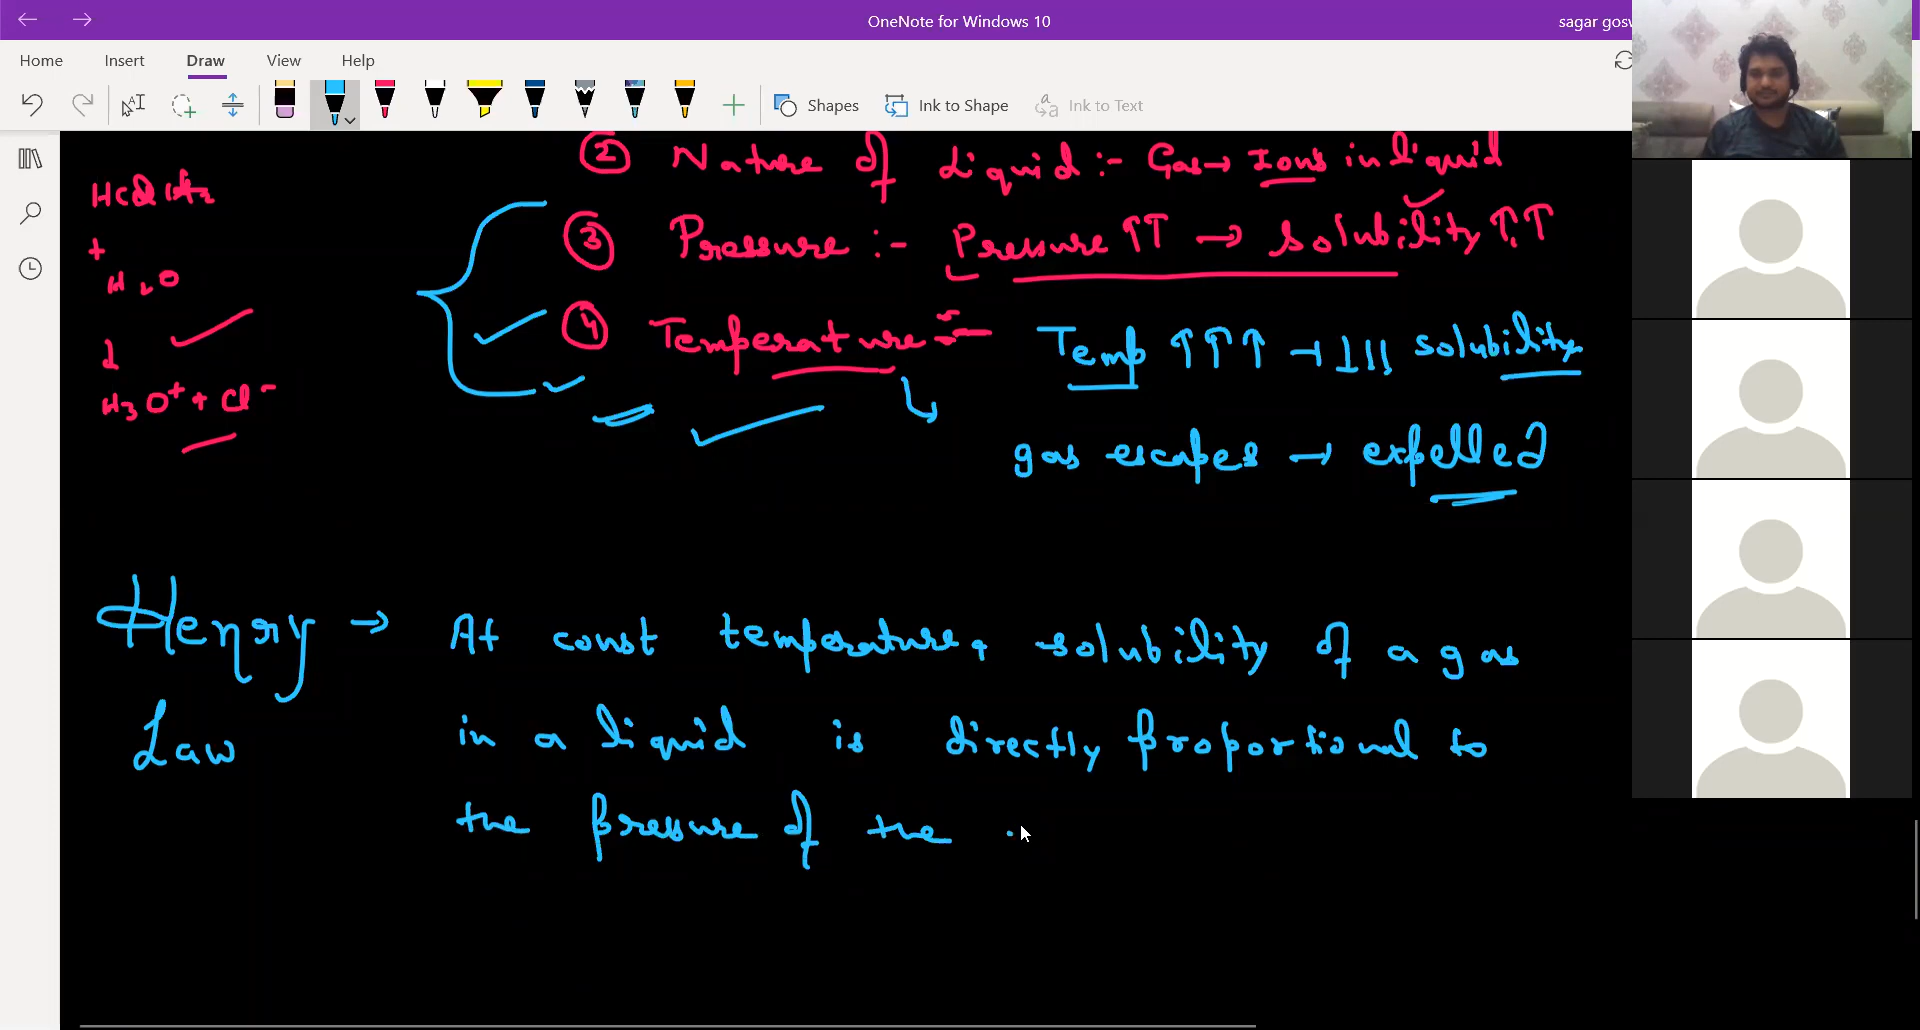 OneNote for Windows 10
sagar gosw
Home Insert Draw View Help
Shapes Ink to Shape Ink to Text
② Nature of Liquid :- Gas → Ions in liquid
③ Pressure :- Pressure ↑↑ → solubility ↑↑
④ Temperature := Temp ↑↑↑ → ↓↓↓ solubility
gas escapes → expelled
+
H2O
↓
H3O+ + Cl-
Henry → At const temperature, solubility of a gas
Law in a liquid is directly proportional to
the pressure of the